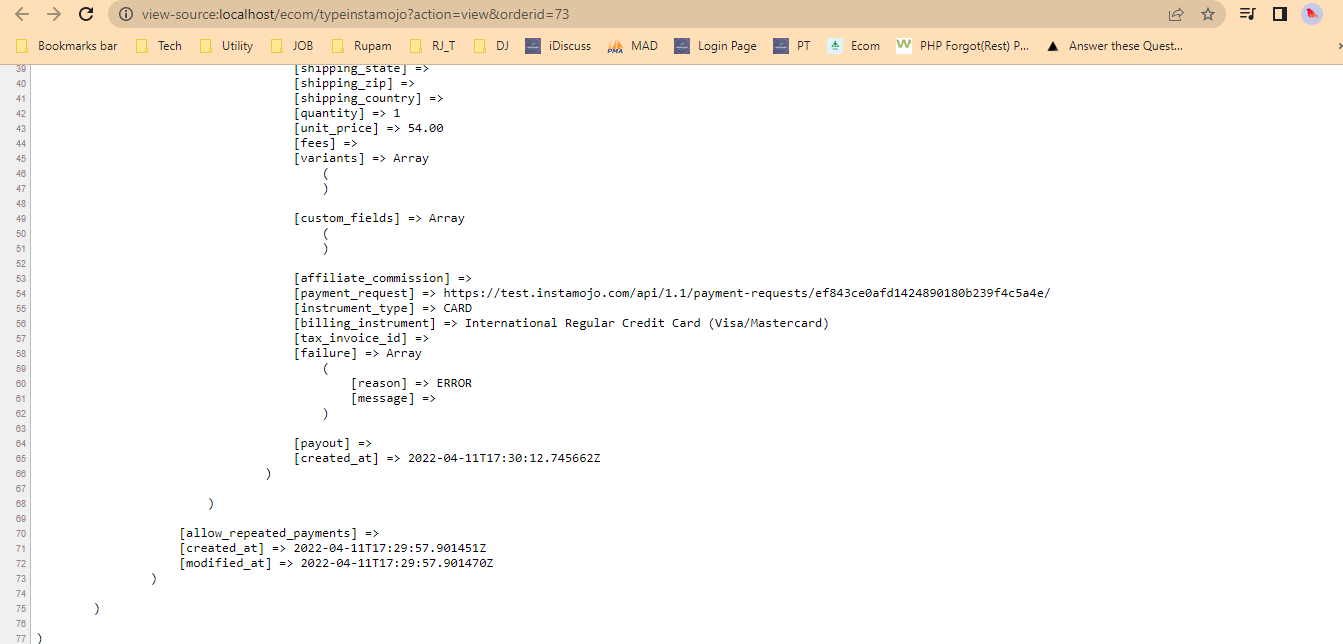 view-source:localhost/ecom/typeinstamojo?action=view&orderid=73
Bookmarks bar Tech Utility JOB Rupam RJ_T DJ iDiscuss PMA MAD Login Page PT Ecom W PHP Forgot(Rest) P... Answer these Quest...
39 [shipping_state] =>
40 [shipping_zip] =>
41 [shipping_country] =>
42 [quantity] => 1
43 [unit_price] => 54.00
44 [fees] =>
45 [variants] => Array
46 (
47 )
48
49 [custom_fields] => Array
50 (
51 )
52
53 [affiliate_commission] =>
54 [payment_request] => https://test.instamojo.com/api/1.1/payment-requests/ef843ce0afd1424890180b239f4c5a4e/
55 [instrument_type] => CARD
56 [billing_instrument] => International Regular Credit Card (Visa/Mastercard)
57 [tax_invoice_id] =>
58 [failure] => Array
59 (
60 [reason] => ERROR
61 [message] =>
62 )
63
64 [payout] =>
65 [created_at] => 2022-04-11T17:30:12.745662Z
66 )
67
68 )
69
70 [allow_repeated_payments] =>
71 [created_at] => 2022-04-11T17:29:57.901451Z
72 [modified_at] => 2022-04-11T17:29:57.901470Z
73 )
74
75 )
76
77 )